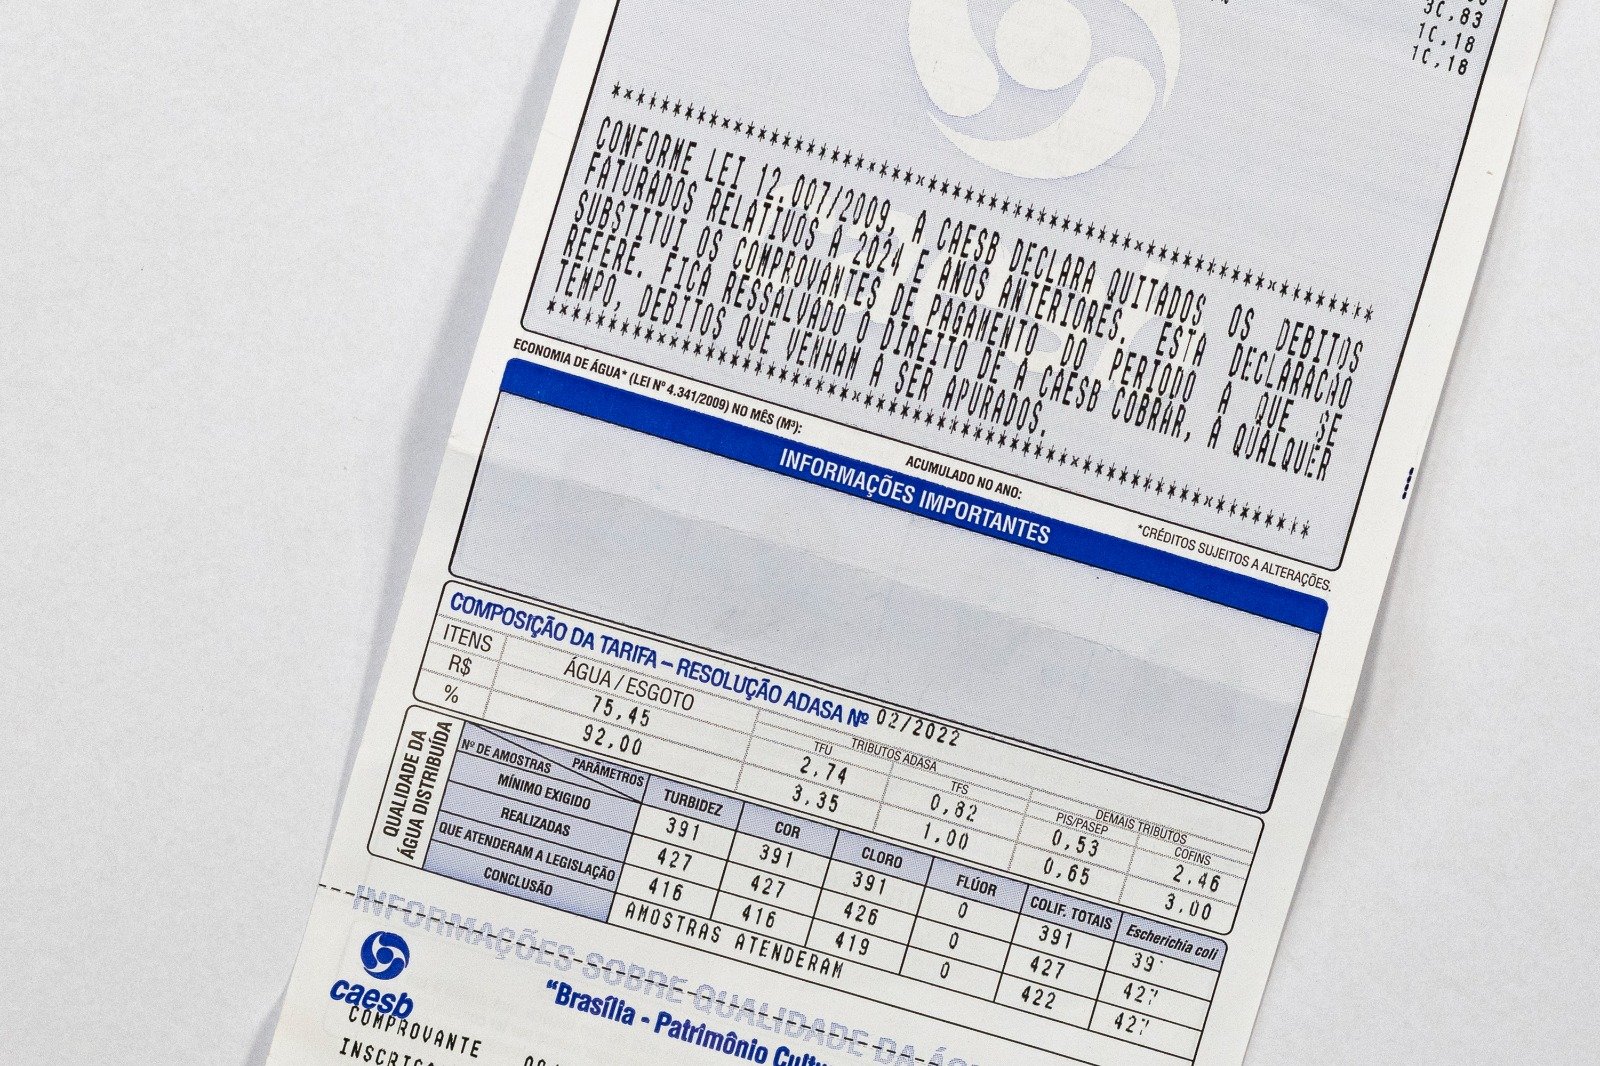 3C,83
1C,18
1C,18
************************************************************
CONFORME LEI 12.007/2009, A CAESB DECLARA QUITADOS OS DEBITOS
FATURADOS RELATIVOS A 2024 E ANOS ANTERIORES. ESTA DECLARACAO
SUBSTITUI OS COMPROVANTES DE PAGAMENTO DO PERIODO A QUE SE
REFERE. FICA RESSALVADO O DIREITO DE A CAESB COBRAR, A QUALQUER
TEMPO, DEBITOS QUE VENHAM A SER APURADOS.
************************************************************
ECONOMIA DE ÁGUA* (LEI Nº 4.341/2009) NO MÊS (M³): ACUMULADO NO ANO: *CRÉDITOS SUJEITOS A ALTERAÇÕES.
INFORMAÇÕES IMPORTANTES
COMPOSIÇÃO DA TARIFA – RESOLUÇÃO ADASA Nº 02/2022
ITENS ÁGUA / ESGOTO TRIBUTOS ADASA DEMAIS TRIBUTOS
TFU TFS PIS/PASEP COFINS
R$ 75,45 2,74 0,82 0,53 2,46
% 92,00 3,35 1,00 0,65 3,00
QUALIDADE DA
ÁGUA DISTRIBUÍDA
Nº DE AMOSTRAS PARÂMETROS TURBIDEZ COR CLORO FLÚOR COLIF. TOTAIS Escherichia coli
MÍNIMO EXIGIDO 391 391 391 0 391 39
REALIZADAS 427 427 426 0 427 427
QUE ATENDERAM A LEGISLAÇÃO 416 416 419 0 422 427
CONCLUSÃO AMOSTRAS ATENDERAM
INFORMAÇÕES SOBRE QUALIDADE DA
caesb
"Brasília - Patrimônio
COMPROVANTE